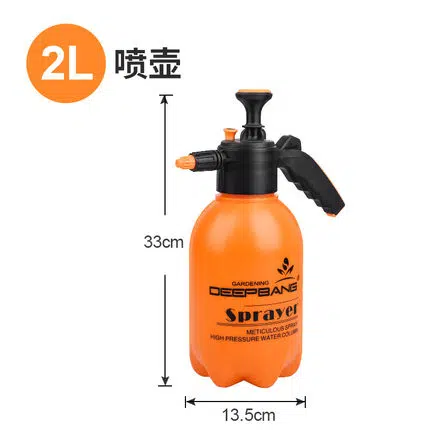 2L 喷壶
33cm
GARDENING
DEEPBANG
Sprayer
METICULOUS SPRAY
HIGH PRESSURE WATER COLUMN
13.5cm